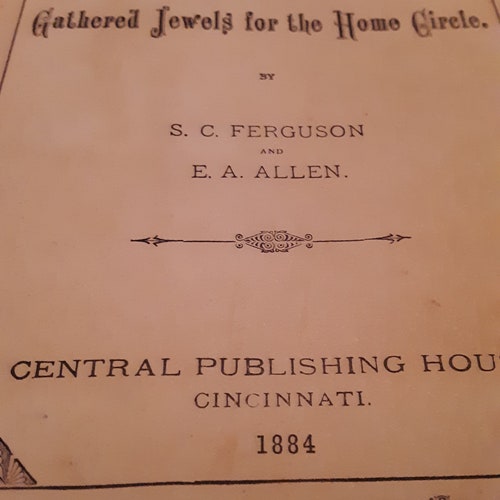 Gathered Jewels for the Home Circle.
BY
S. C. FERGUSON
AND
E. A. ALLEN.
CENTRAL PUBLISHING HOU
CINCINNATI.
1884